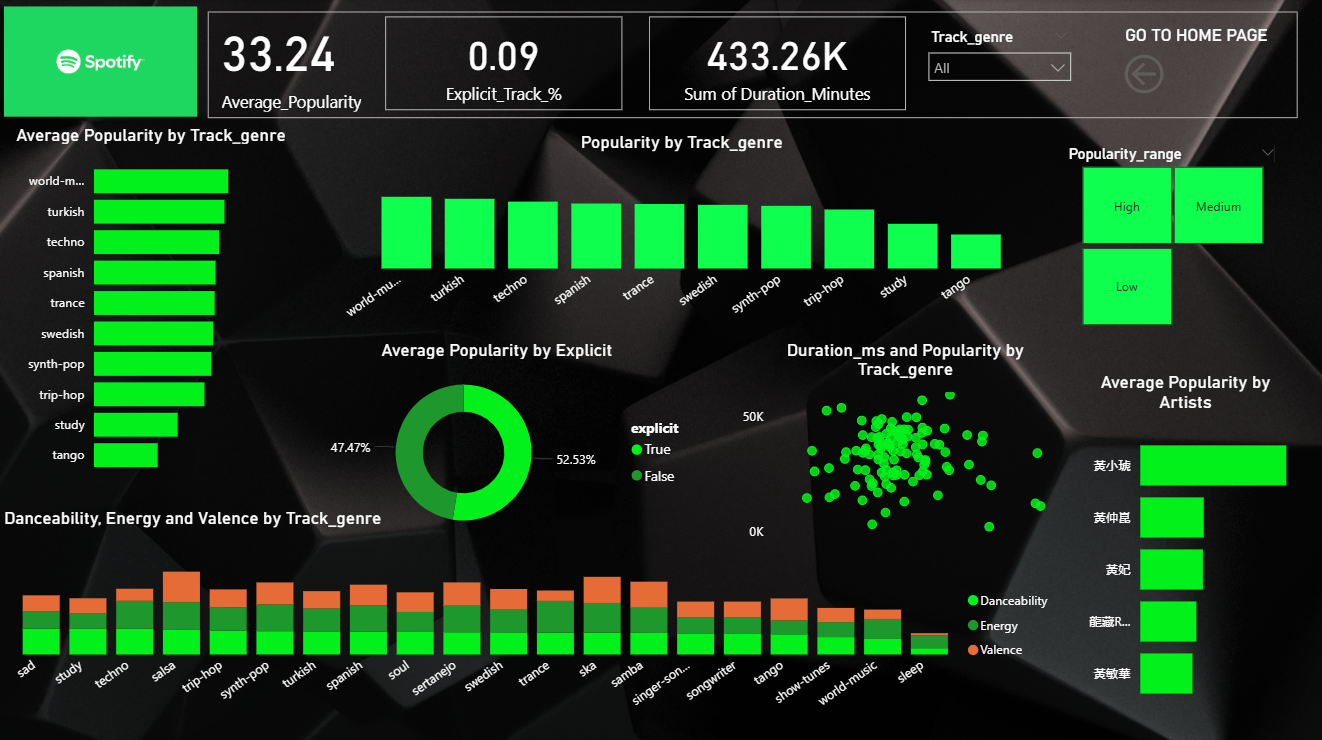 Spotify
33.24
Average_Popularity
0.09
Explicit_Track_%
433.26K
Sum of Duration_Minutes
Track_genre
All
GO TO HOME PAGE
Average Popularity by Track_genre
world-m...
turkish
techno
spanish
trance
swedish
synth-pop
trip-hop
study
tango
Popularity by Track_genre
world-mu...
turkish
techno
spanish
trance
swedish
synth-pop
trip-hop
study
tango
Popularity_range
High
Medium
Low
Average Popularity by Explicit
47.47%
52.53%
explicit
True
False
Duration_ms and Popularity by
Track_genre
50K
0K
Average Popularity by
Artists
黃小琥
黃仲崑
黃妃
龍藏R...
黃敏華
Danceability, Energy and Valence by Track_genre
sad
study
techno
salsa
trip-hop
synth-pop
turkish
spanish
soul
sertanejo
swedish
trance
ska
samba
singer-son...
songwriter
tango
show-tunes
world-music
sleep
Danceability
Energy
Valence